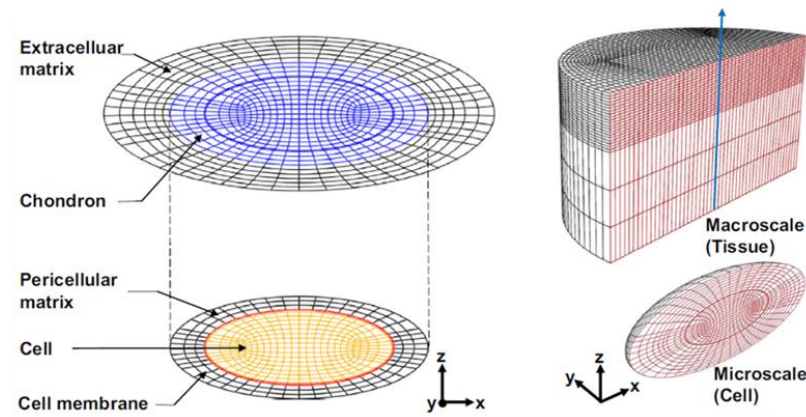 Extracelluar
matrix
Chondron
Pericellular
matrix
Cell
Cell membrane
z
y
x
Macroscale
(Tissue)
z
y
x
Microscale
(Cell)